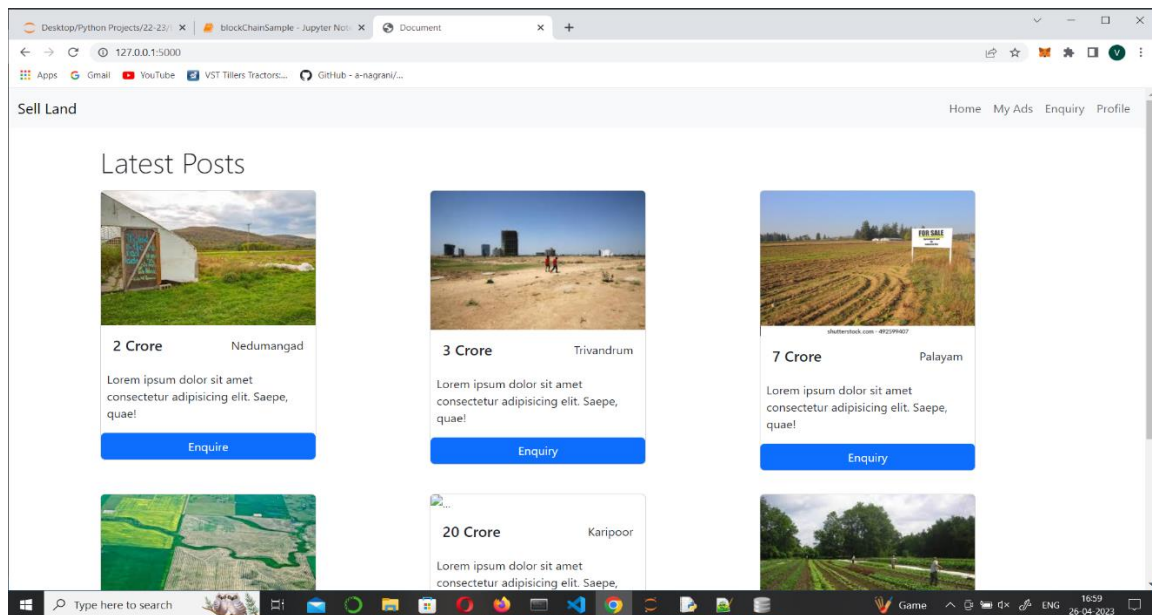 Desktop/Python Projects/22-23/
blockChainSample - Jupyter Not
Document
127.0.0.1:5000
Apps
Gmail
YouTube
VST Tillers Tractors:...
GitHub - a-nagrani/...
Sell Land
Home
My Ads
Enquiry
Profile
Latest Posts
FOR SALE
shutterstock.com · 492599407
2 Crore
Nedumangad
Lorem ipsum dolor sit amet
consectetur adipisicing elit. Saepe,
quae!
Enquire
3 Crore
Trivandrum
Lorem ipsum dolor sit amet
consectetur adipisicing elit. Saepe,
quae!
Enquiry
7 Crore
Palayam
Lorem ipsum dolor sit amet
consectetur adipisicing elit. Saepe,
quae!
Enquiry
...
20 Crore
Karipoor
Lorem ipsum dolor sit amet
consectetur adipisicing elit. Saepe,
Type here to search
Game
ENG
16:59
26-04-2023